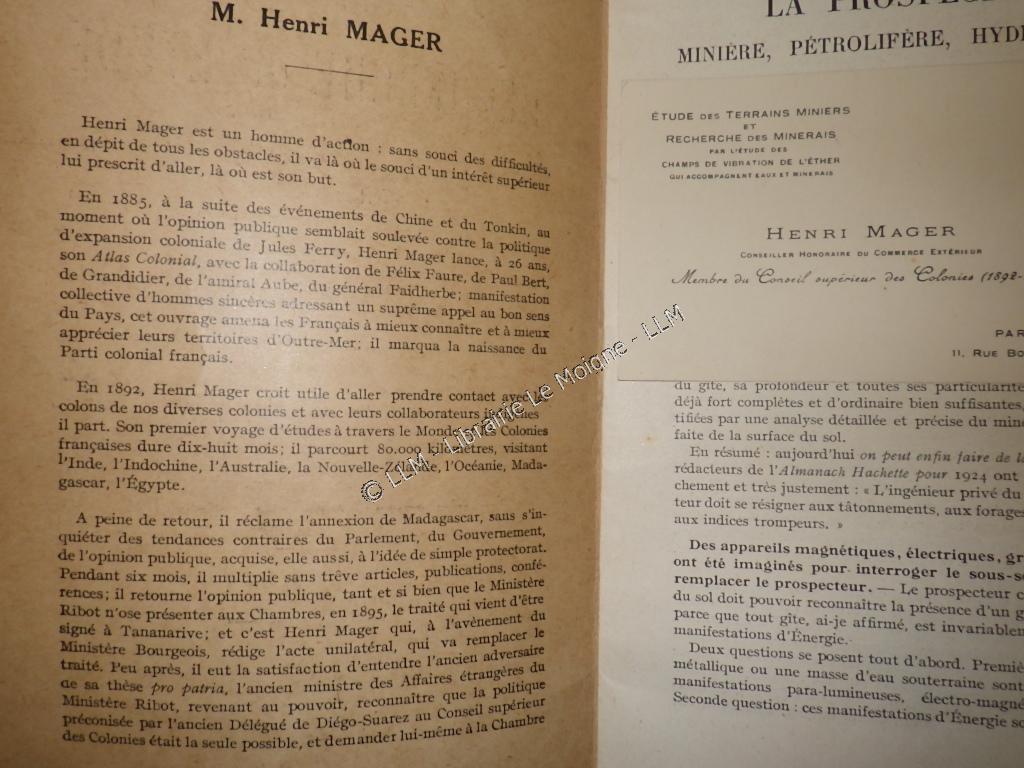 M. Henri MAGER
Henri Mager est un homme d'action : sans souci des difficultés,
en dépit de tous les obstacles, il va là où le souci d'un intérêt supérieur
lui prescrit d'aller, là où est son but.
En 1885, à la suite des événements de Chine et du Tonkin, au
moment où l'opinion publique semblait soulevée contre la politique
d'expansion coloniale de Jules Ferry, Henri Mager lance, à 26 ans,
son Atlas Colonial, avec la collaboration de Félix Faure, de Paul Bert,
de Grandidier, de l'amiral Aube, du général Faidherbe; manifestation
collective d'hommes sincères adressant un suprême appel au bon sens
du Pays, cet ouvrage amena les Français à mieux connaître et à mieux
apprécier leurs territoires d'Outre-Mer; il marqua la naissance du
Parti colonial français.
En 1892, Henri Mager croit utile d'aller prendre contact avec
colons de nos diverses colonies et avec leurs collaborateurs
il part. Son premier voyage d'études à travers le Monde Colonies
françaises dure dix-huit mois; il parcourt 80.000 kilomètres, visitant
l'Inde, l'Indochine, l'Australie, la Nouvelle-Zélande, l'Océanie, Mada-
gascar, l'Égypte.
A peine de retour, il réclame l'annexion de Madagascar, sans s'in-
quiéter des tendances contraires du Parlement, du Gouvernement,
de l'opinion publique, acquise, elle aussi, à l'idée de simple protectorat.
Pendant six mois, il multiplie sans trêve articles, publications, confé-
rences; il retourne l'opinion publique, tant et si bien que le Ministère
Ribot n'ose présenter aux Chambres, en 1895, le traité qui vient d'être
signé à Tananarive; et c'est Henri Mager qui, à l'avènement du
Ministère Bourgeois, rédige l'acte unilatéral, qui va remplacer le
traité. Peu après, il eut la satisfaction d'entendre l'ancien adversaire
de sa thèse pro patria, l'ancien ministre des Affaires étrangères du
Ministère Ribot, revenant au pouvoir, reconnaître que la politique
préconisée par l'ancien Délégué de Diégo-Suarez au Conseil supérieur
des Colonies était la seule possible, et demander lui-même à la Chambre
LA
MINIÈRE, PÉTROLIFÈRE,
ÉTUDE DES TERRAINS MINIERS
ET
RECHERCHE DES MINERAIS
PAR L'ÉTUDE DES
CHAMPS DE VIBRATION DE L'ÉTHER
QUI ACCOMPAGNENT EAUX ET MINERAIS
HENRI MAGER
CONSEILLER HONORAIRE DU COMMERCE EXTÉRIEUR
Membre du Conseil supérieur des Colonies (1892-
11, RUE
du gîte, sa profondeur et toutes ses particularité
déjà fort complètes et d'ordinaire bien suffisantes,
tifiées par une analyse détaillée et précise du
faite de la surface du sol.
En résumé : aujourd'hui on peut enfin faire de
rédacteurs de l'Almanach Hachette pour 1924 ont
chement et très justement : « L'ingénieur privé du
teur doit se résigner aux tâtonnements, aux forages
aux indices trompeurs. »
Des appareils magnétiques, électriques,
ont été imaginés pour interroger le
remplacer le prospecteur. — Le prospecteur
du sol doit pouvoir reconnaître la présence d'un
parce que tout gîte, ai-je affirmé, est
manifestations d'Énergie.
Deux questions se posent tout d'abord.
métallique ou une masse d'eau souterraine
manifestations para-lumineuses,
Seconde question : ces manifestations d'Énergie
© LLM - Librairie Le Moigne - LLM